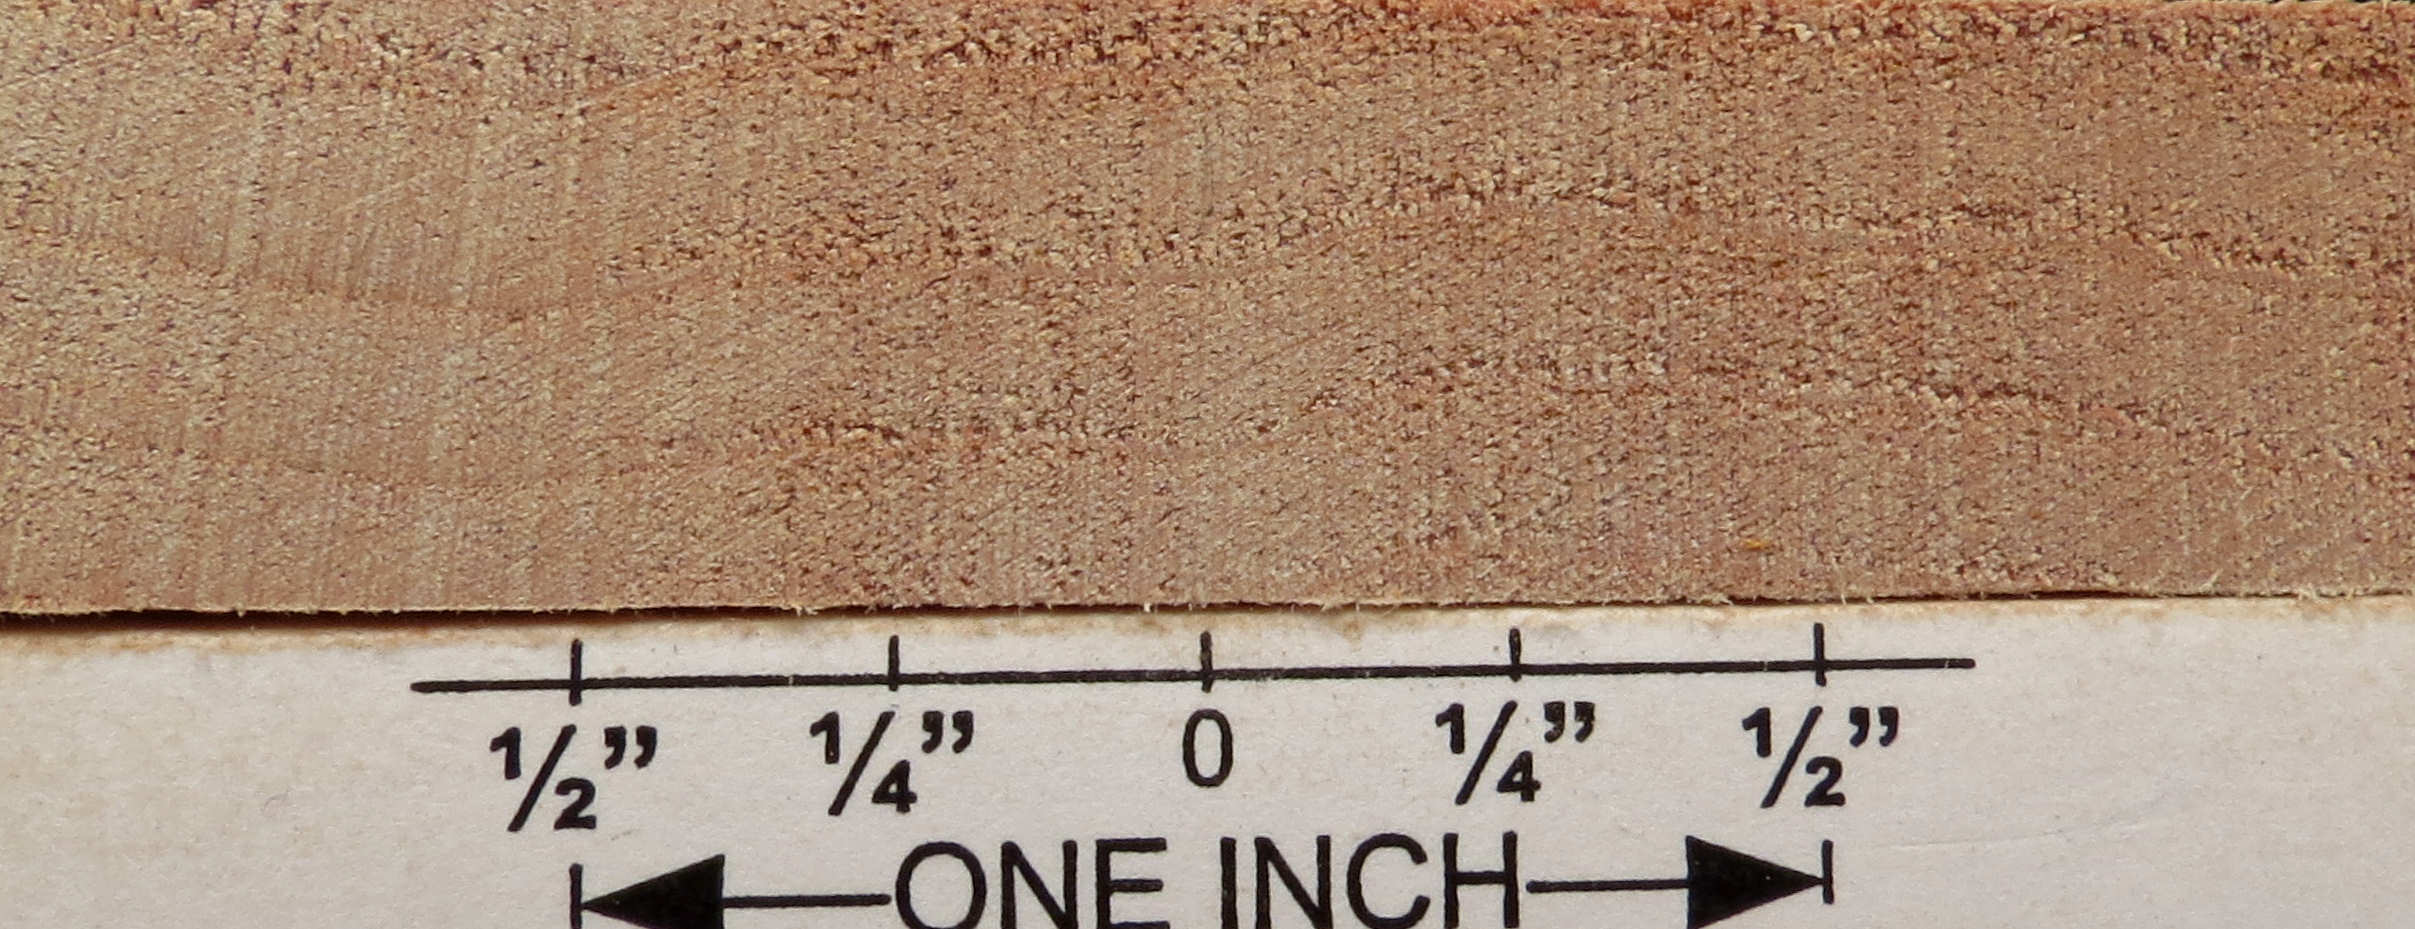 ½” ¼” 0 ¼” ½”
ONE INCH